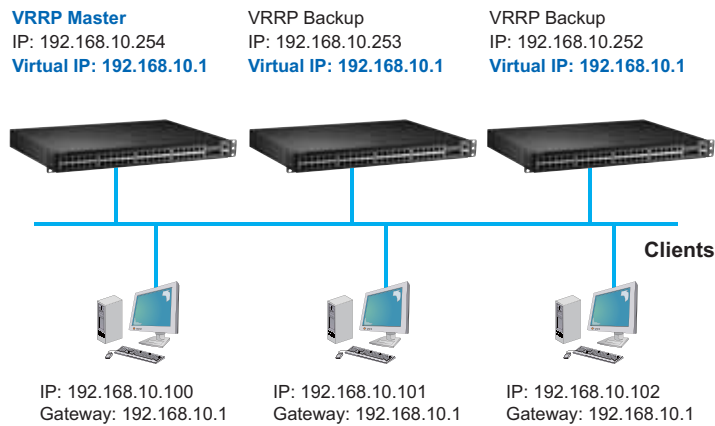 VRRP Master
IP: 192.168.10.254
Virtual IP: 192.168.10.1
VRRP Backup
IP: 192.168.10.253
Virtual IP: 192.168.10.1
VRRP Backup
IP: 192.168.10.252
Virtual IP: 192.168.10.1
Clients
IP: 192.168.10.100
Gateway: 192.168.10.1
IP: 192.168.10.101
Gateway: 192.168.10.1
IP: 192.168.10.102
Gateway: 192.168.10.1